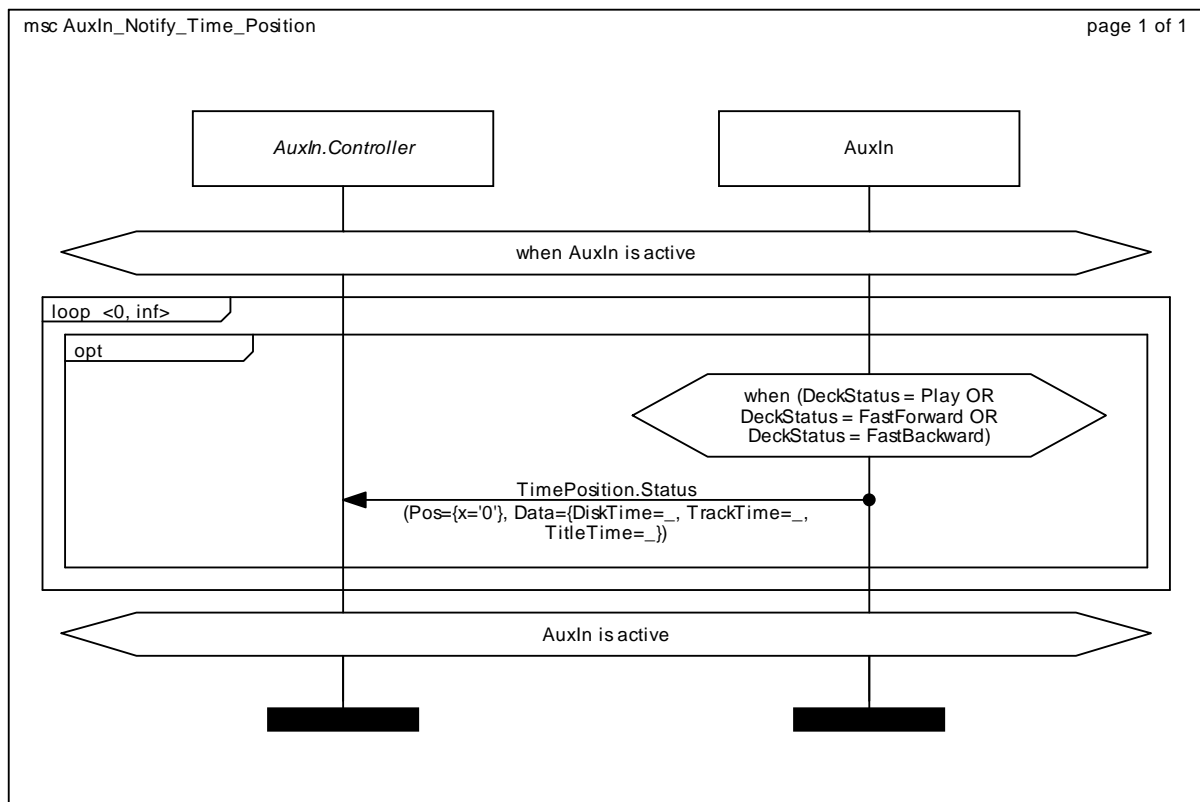 msc AuxIn_Notify_Time_Position
page 1 of 1
AuxIn.Controller
AuxIn
when AuxIn is active
loop <0, inf>
opt
when (DeckStatus = Play OR
DeckStatus = FastForward OR
DeckStatus = FastBackward)
TimePosition.Status
(Pos={x='0'}, Data={DiskTime=_, TrackTime=_,
TitleTime=_})
AuxIn is active